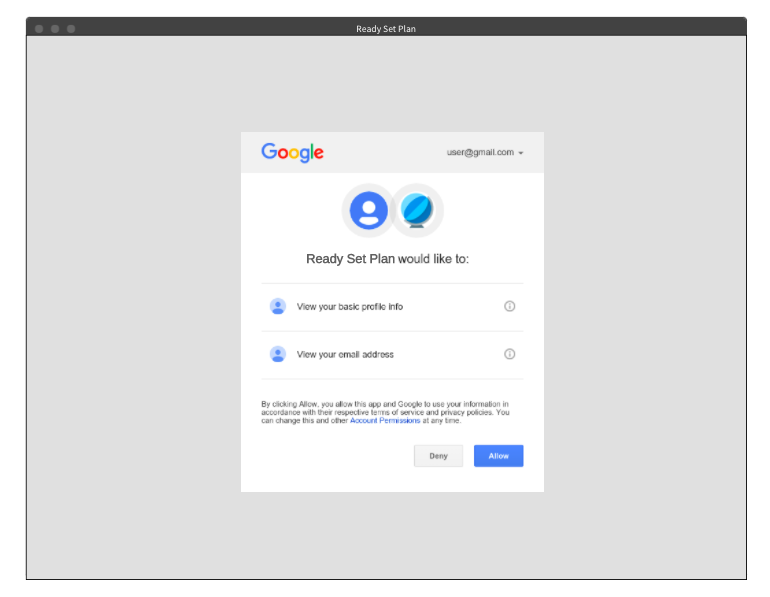 Ready Set Plan
Google
user@gmail.com
Ready Set Plan would like to:
View your basic profile info
View your email address
By clicking Allow, you allow this app and Google to use your information in
accordance with their respective terms of service and privacy policies. You
can change this and other Account Permissions at any time.
Deny
Allow